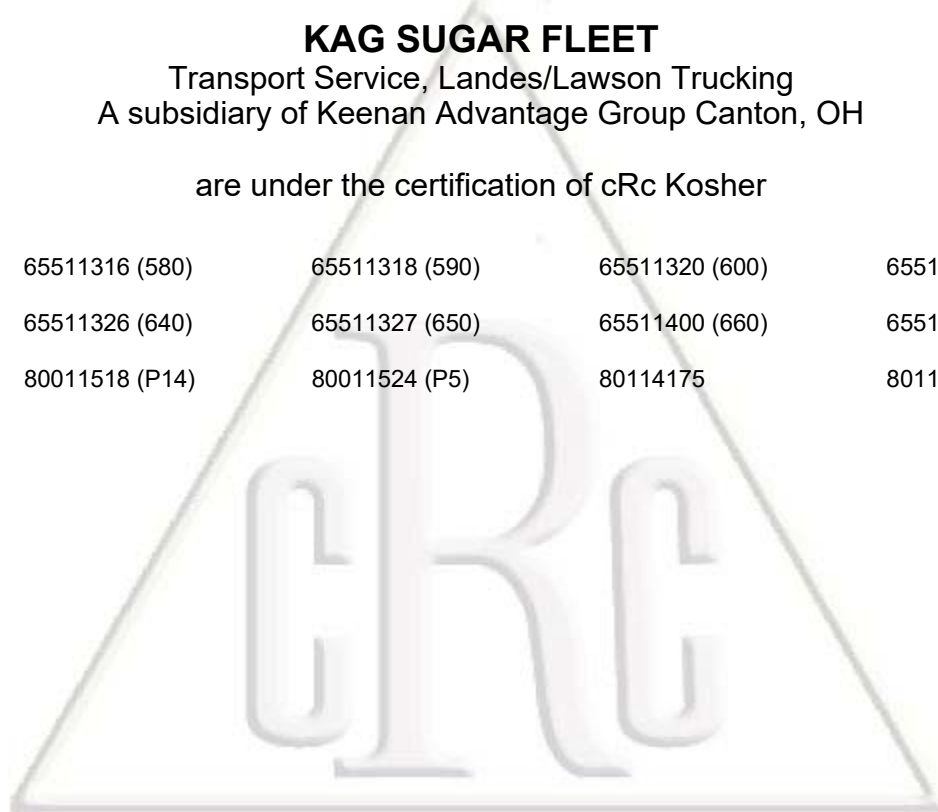 KAG SUGAR FLEET
Transport Service, Landes/Lawson Trucking
A subsidiary of Keenan Advantage Group Canton, OH
are under the certification of cRc Kosher
65511316 (580) 65511318 (590) 65511320 (600) 6551
65511326 (640) 65511327 (650) 65511400 (660) 6551
80011518 (P14) 80011524 (P5) 80114175 8011
cRc